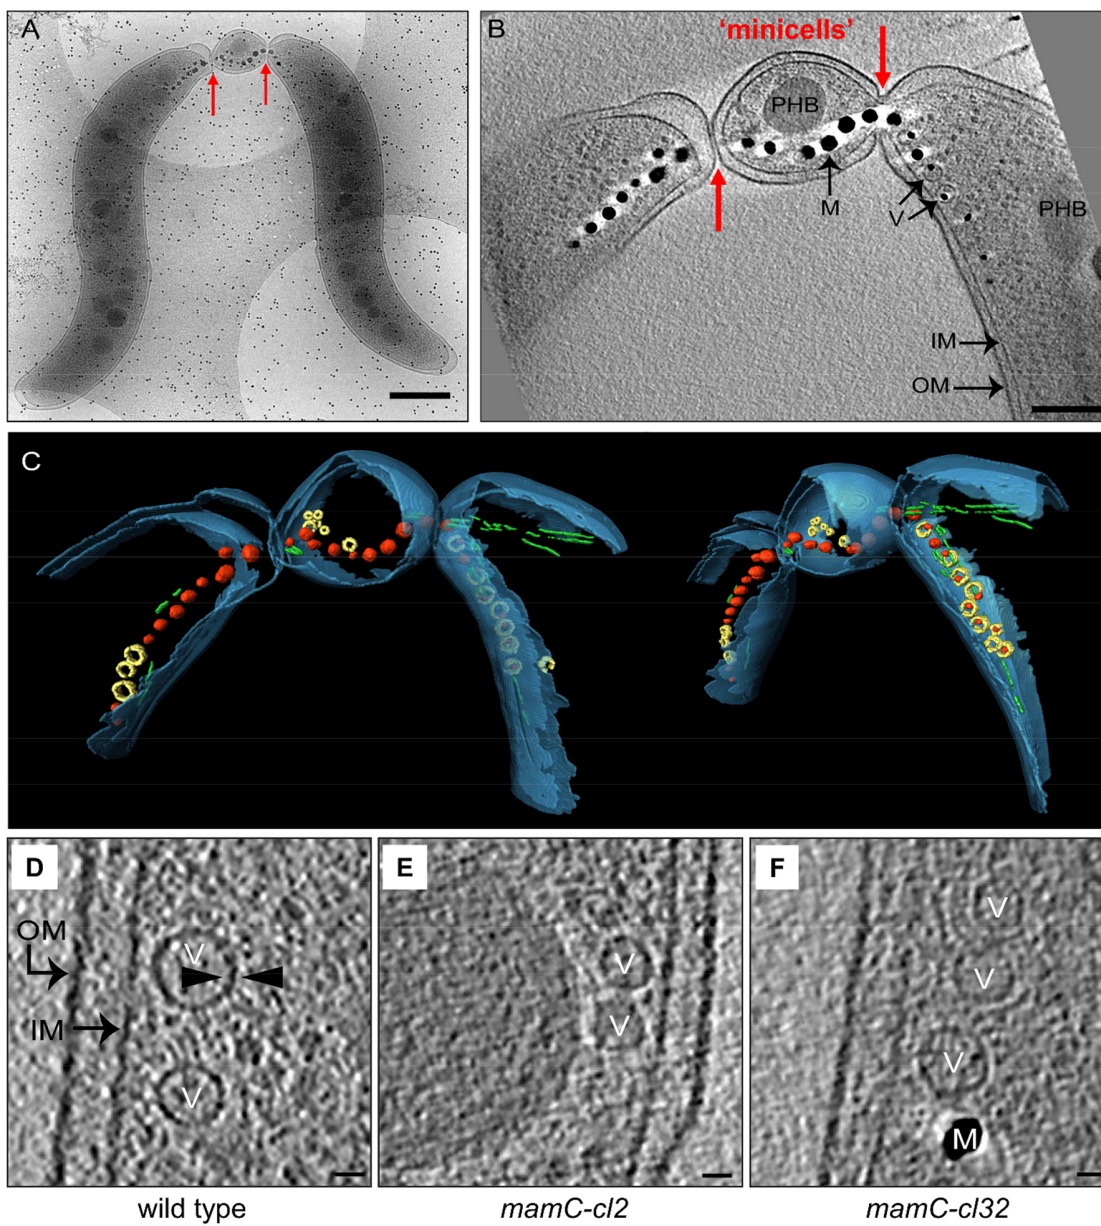 A
B
'minicells'
PHB
M
V
PHB
IM
OM
C
D
OM
V
IM
V
E
V
V
F
V
V
V
M
wild type
mamC-cl2
mamC-cl32